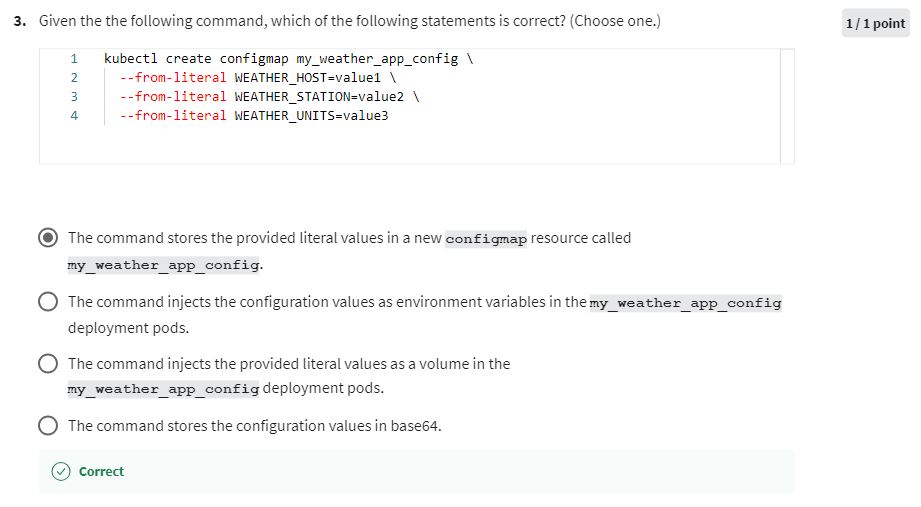 3. Given the the following command, which of the following statements is correct? (Choose one.)
1 / 1 point
1 kubectl create configmap my_weather_app_config \
2 --from-literal WEATHER_HOST=value1 \
3 --from-literal WEATHER_STATION=value2 \
4 --from-literal WEATHER_UNITS=value3
The command stores the provided literal values in a new configmap resource called
my_weather_app_config.
The command injects the configuration values as environment variables in the my_weather_app_config
deployment pods.
The command injects the provided literal values as a volume in the
my_weather_app_config deployment pods.
The command stores the configuration values in base64.
Correct